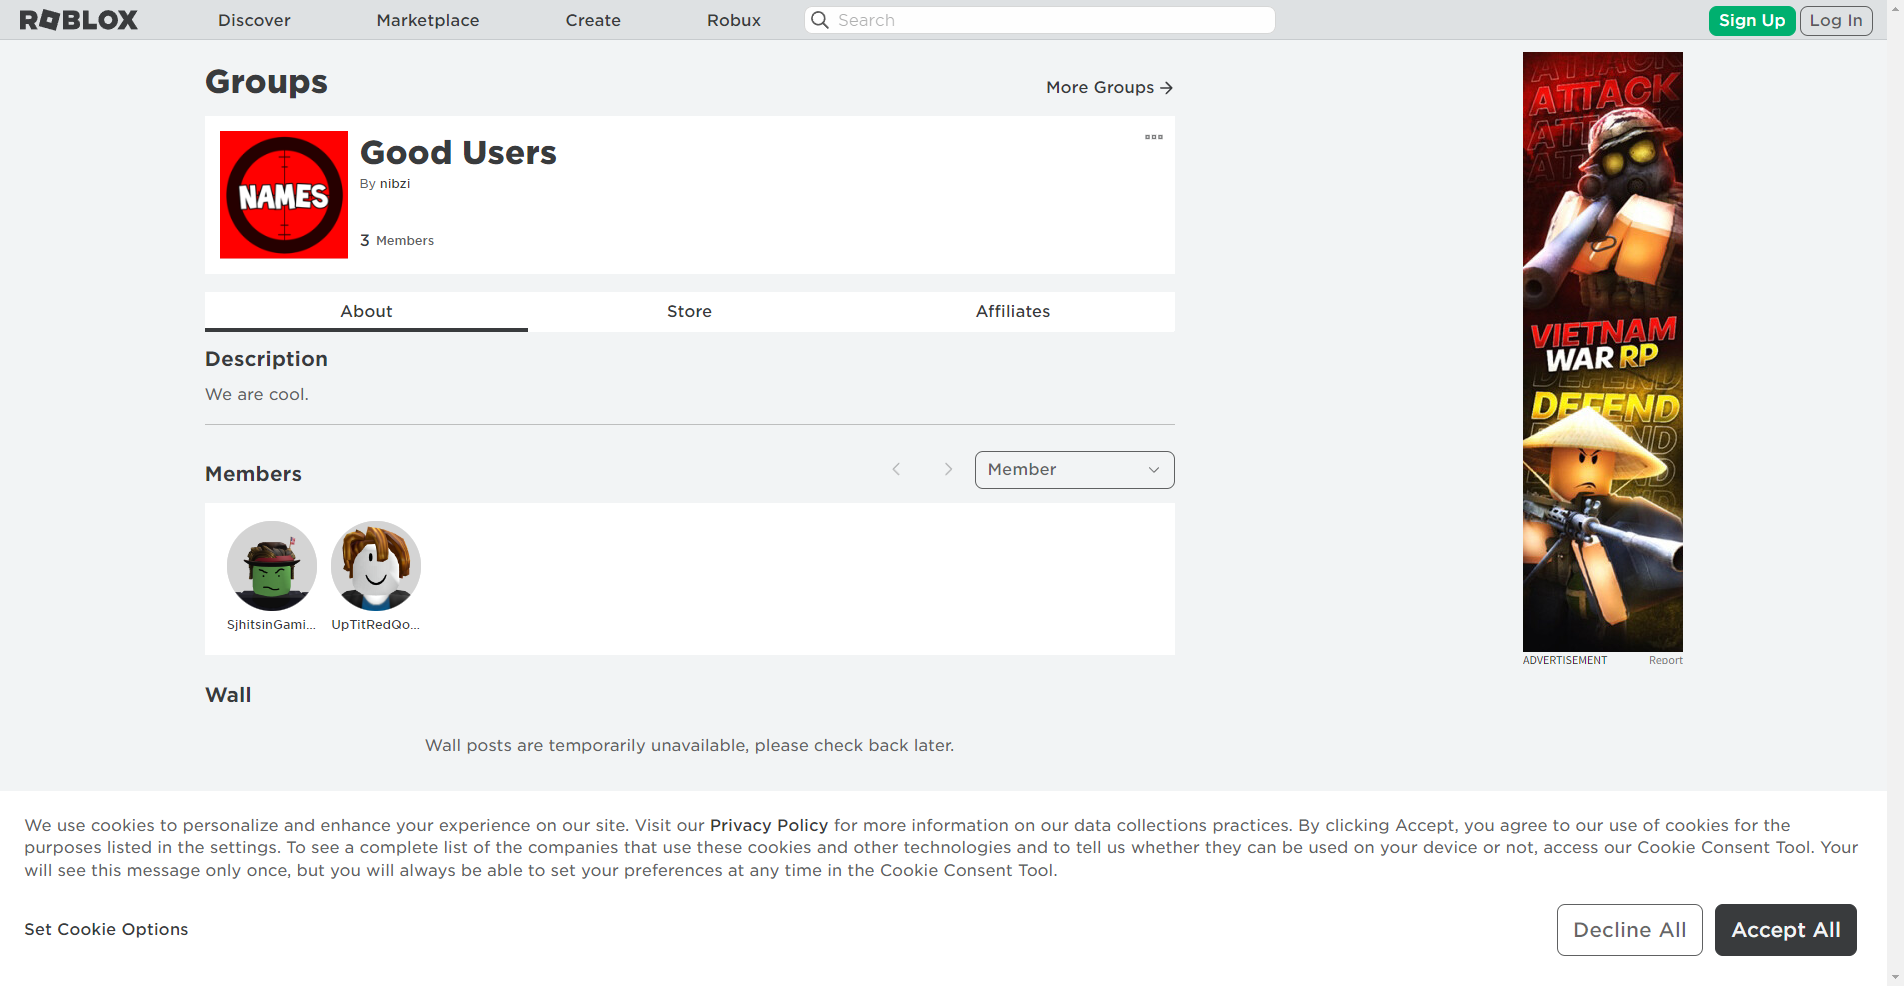 ROBLOX
Discover
Marketplace
Create
Robux
Search
Sign Up
Log In
Groups
More Groups
NAMES
Good Users
By nibzi
3 Members
About
Store
Affiliates
Description
We are cool.
Members
Member
SjhitsinGami...
UpTitRedQo...
Wall
Wall posts are temporarily unavailable, please check back later.
ATTACK
ATTACK
VIETNAM
WAR RP
DEFEND
DEFEND
ADVERTISEMENT
Report
We use cookies to personalize and enhance your experience on our site. Visit our Privacy Policy for more information on our data collections practices. By clicking Accept, you agree to our use of cookies for the
purposes listed in the settings. To see a complete list of the companies that use these cookies and other technologies and to tell us whether they can be used on your device or not, access our Cookie Consent Tool. Your
will see this message only once, but you will always be able to set your preferences at any time in the Cookie Consent Tool.
Set Cookie Options
Decline All
Accept All